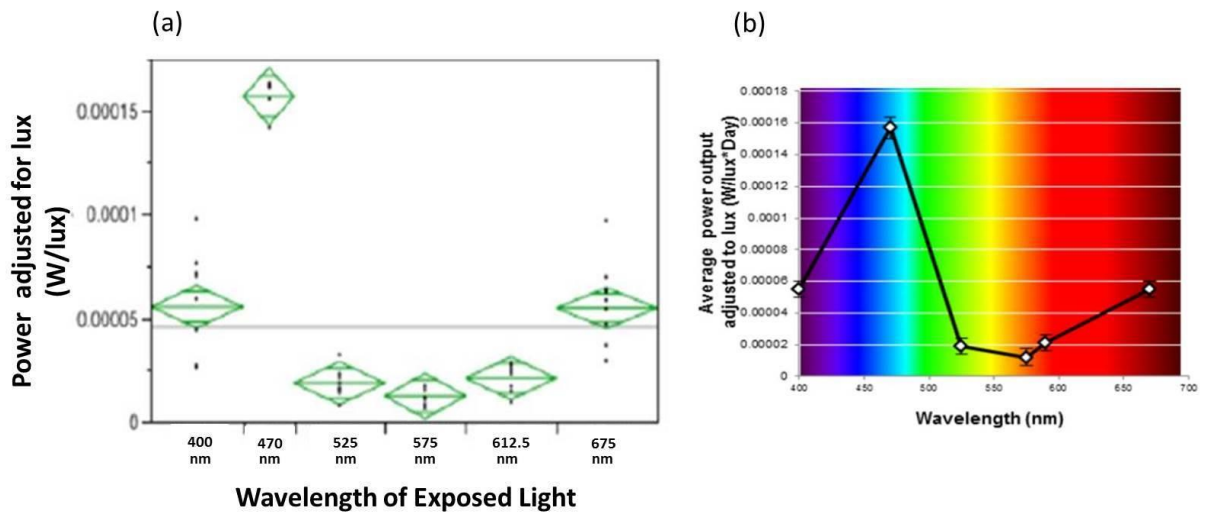 (a)
Power adjusted for lux
(W/lux)
0.00015
0.0001
0.00005
0
400 nm
470 nm
525 nm
575 nm
612.5 nm
675 nm
Wavelength of Exposed Light
(b)
Average power output
adjusted to lux (W/lux*Day)
0.00018
0.00016
0.00014
0.00012
0.0001
0.00008
0.00006
0.00004
0.00002
0
400 450 500 550 600 650 700
Wavelength (nm)